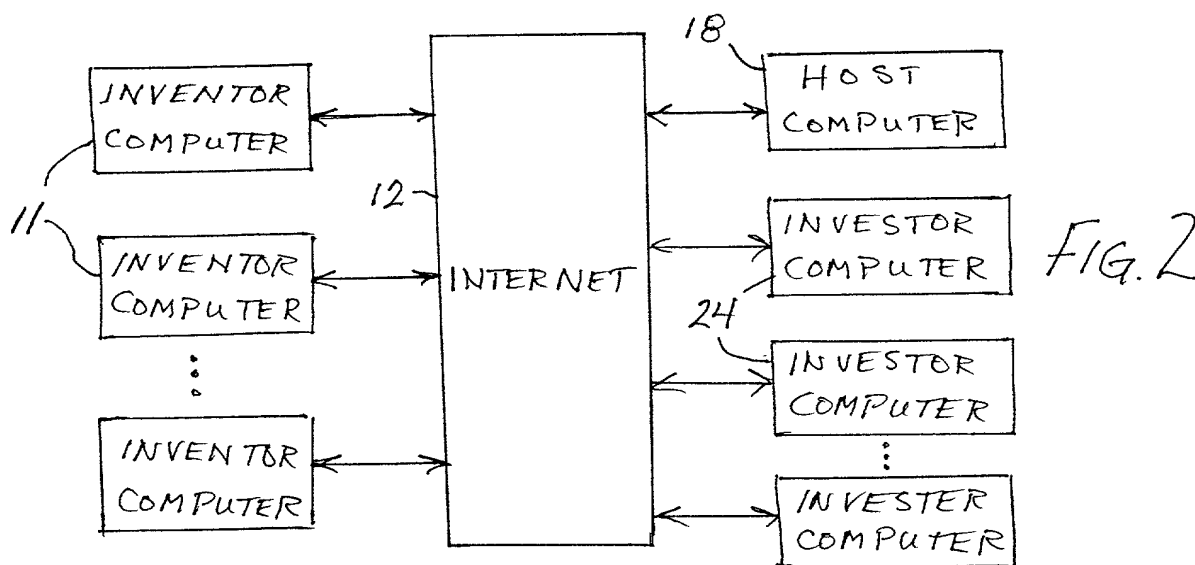 INVENTOR
COMPUTER
11
INVENTOR
COMPUTER
INVENTOR
COMPUTER
12
INTERNET
18
HOST
COMPUTER
INVESTOR
COMPUTER
24
INVESTOR
COMPUTER
INVESTER
COMPUTER
FIG. 2